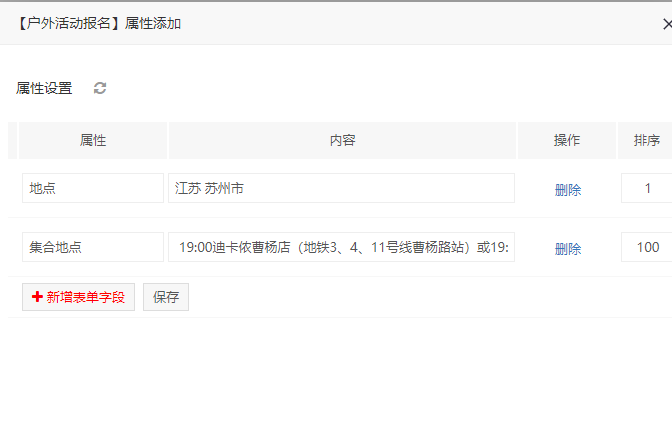 【户外活动报名】属性添加
属性设置
属性 内容 操作 排序
地点 江苏 苏州市 删除 1
集合地点 19:00迪卡侬曹杨店（地铁3、4、11号线曹杨路站）或19: 删除 100
新增表单字段 保存